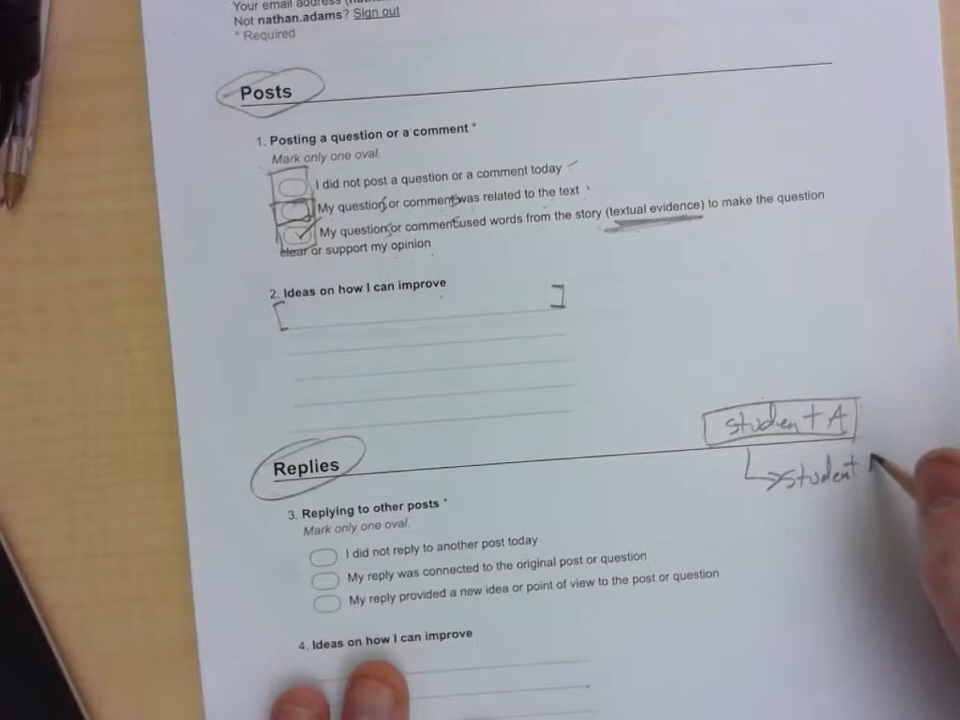 Your email address
Not nathan.adams? Sign out
* Required
Posts
1. Posting a question or a comment *
Mark only one oval.
I did not post a question or a comment today
My question or comment was related to the text
My question or comment used words from the story (textual evidence) to make the question
clear or support my opinion
2. Ideas on how I can improve
Student A
student
Replies
3. Replying to other posts *
Mark only one oval.
I did not reply to another post today
My reply was connected to the original post or question
My reply provided a new idea or point of view to the post or question
4. Ideas on how I can improve